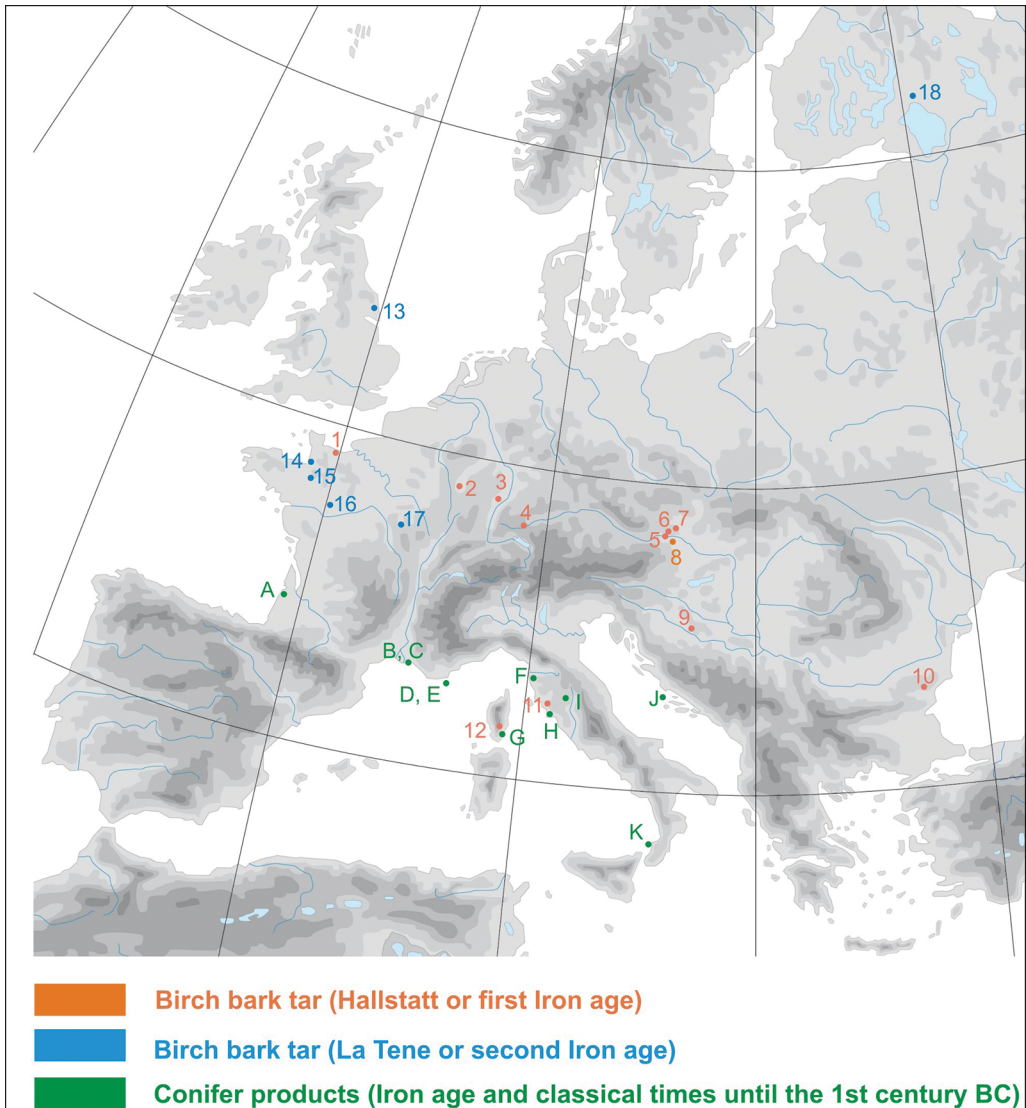 18
13
1
14
15
2
3
16
17
4
6
7
5
8
A
9
B, C
F
10
D, E
11
I
J
H
12
G
K
Birch bark tar (Hallstatt or first Iron age)
Birch bark tar (La Tene or second Iron age)
Conifer products (Iron age and classical times until the 1st century BC)